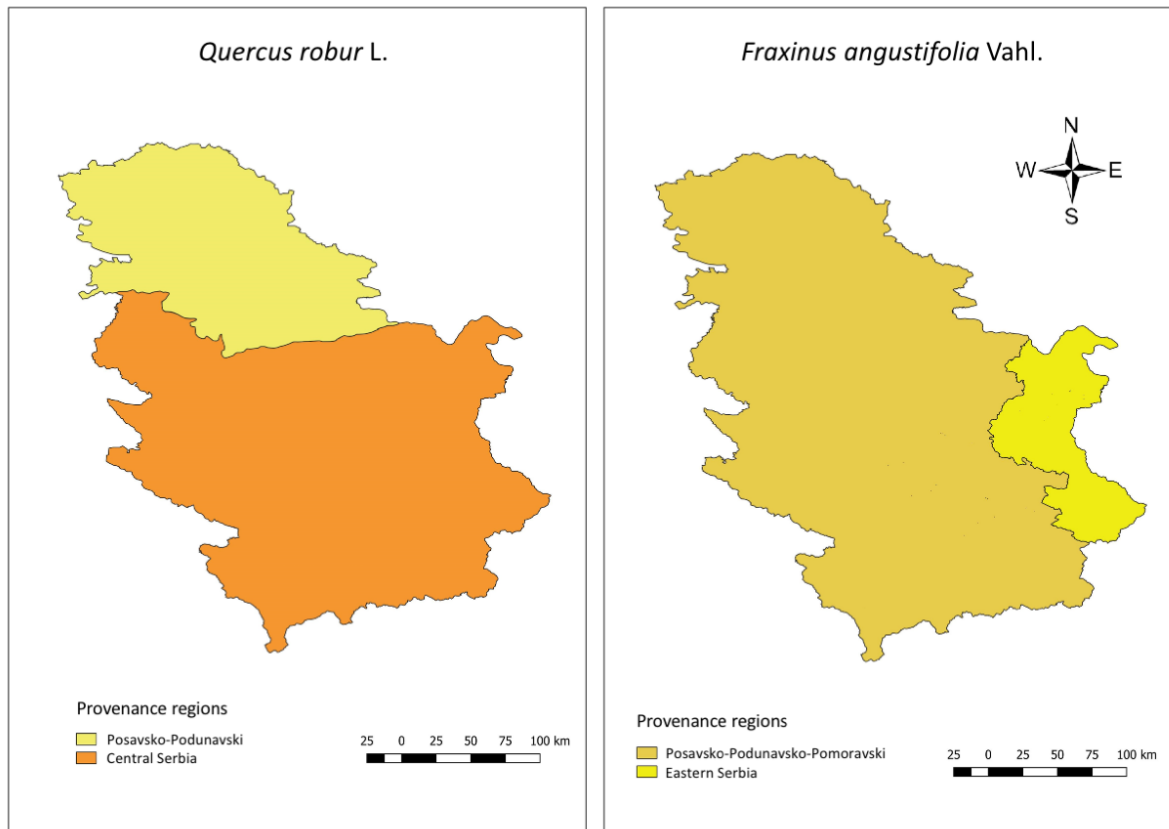 Quercus robur L.
Provenance regions
Posavsko-Podunavski
Central Serbia
25 0 25 50 75 100 km
Fraxinus angustifolia Vahl.
N
W E
S
Provenance regions
Posavsko-Podunavsko-Pomoravski
Eastern Serbia
25 0 25 50 75 100 km